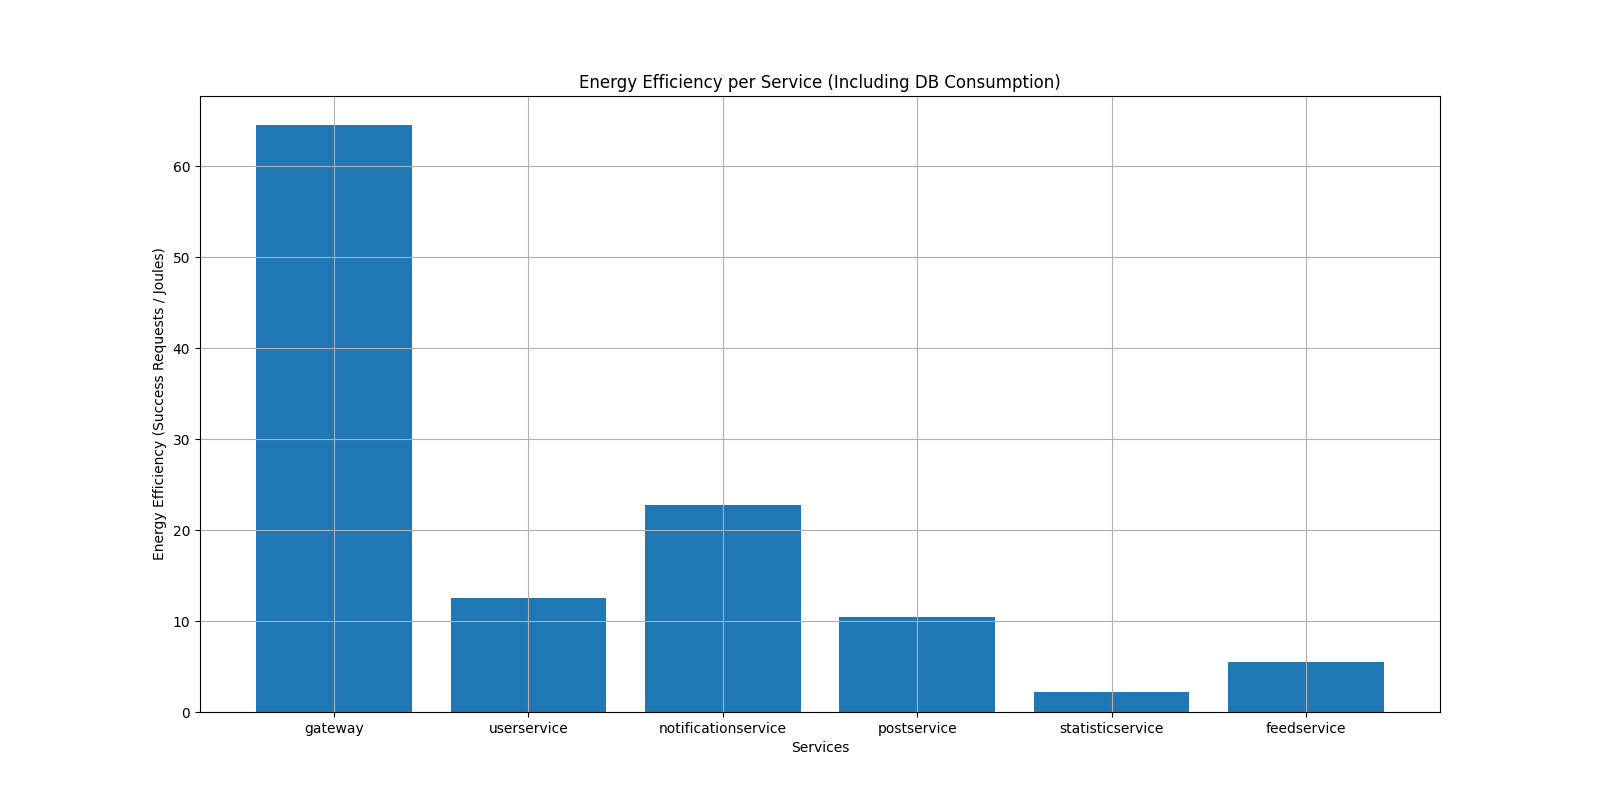 Energy Efficiency per Service (Including DB Consumption)
Energy Efficiency (Success Requests / Joules)
60
50
40
30
20
10
0
gateway userservice notificationservice postservice statisticservice feedservice
Services